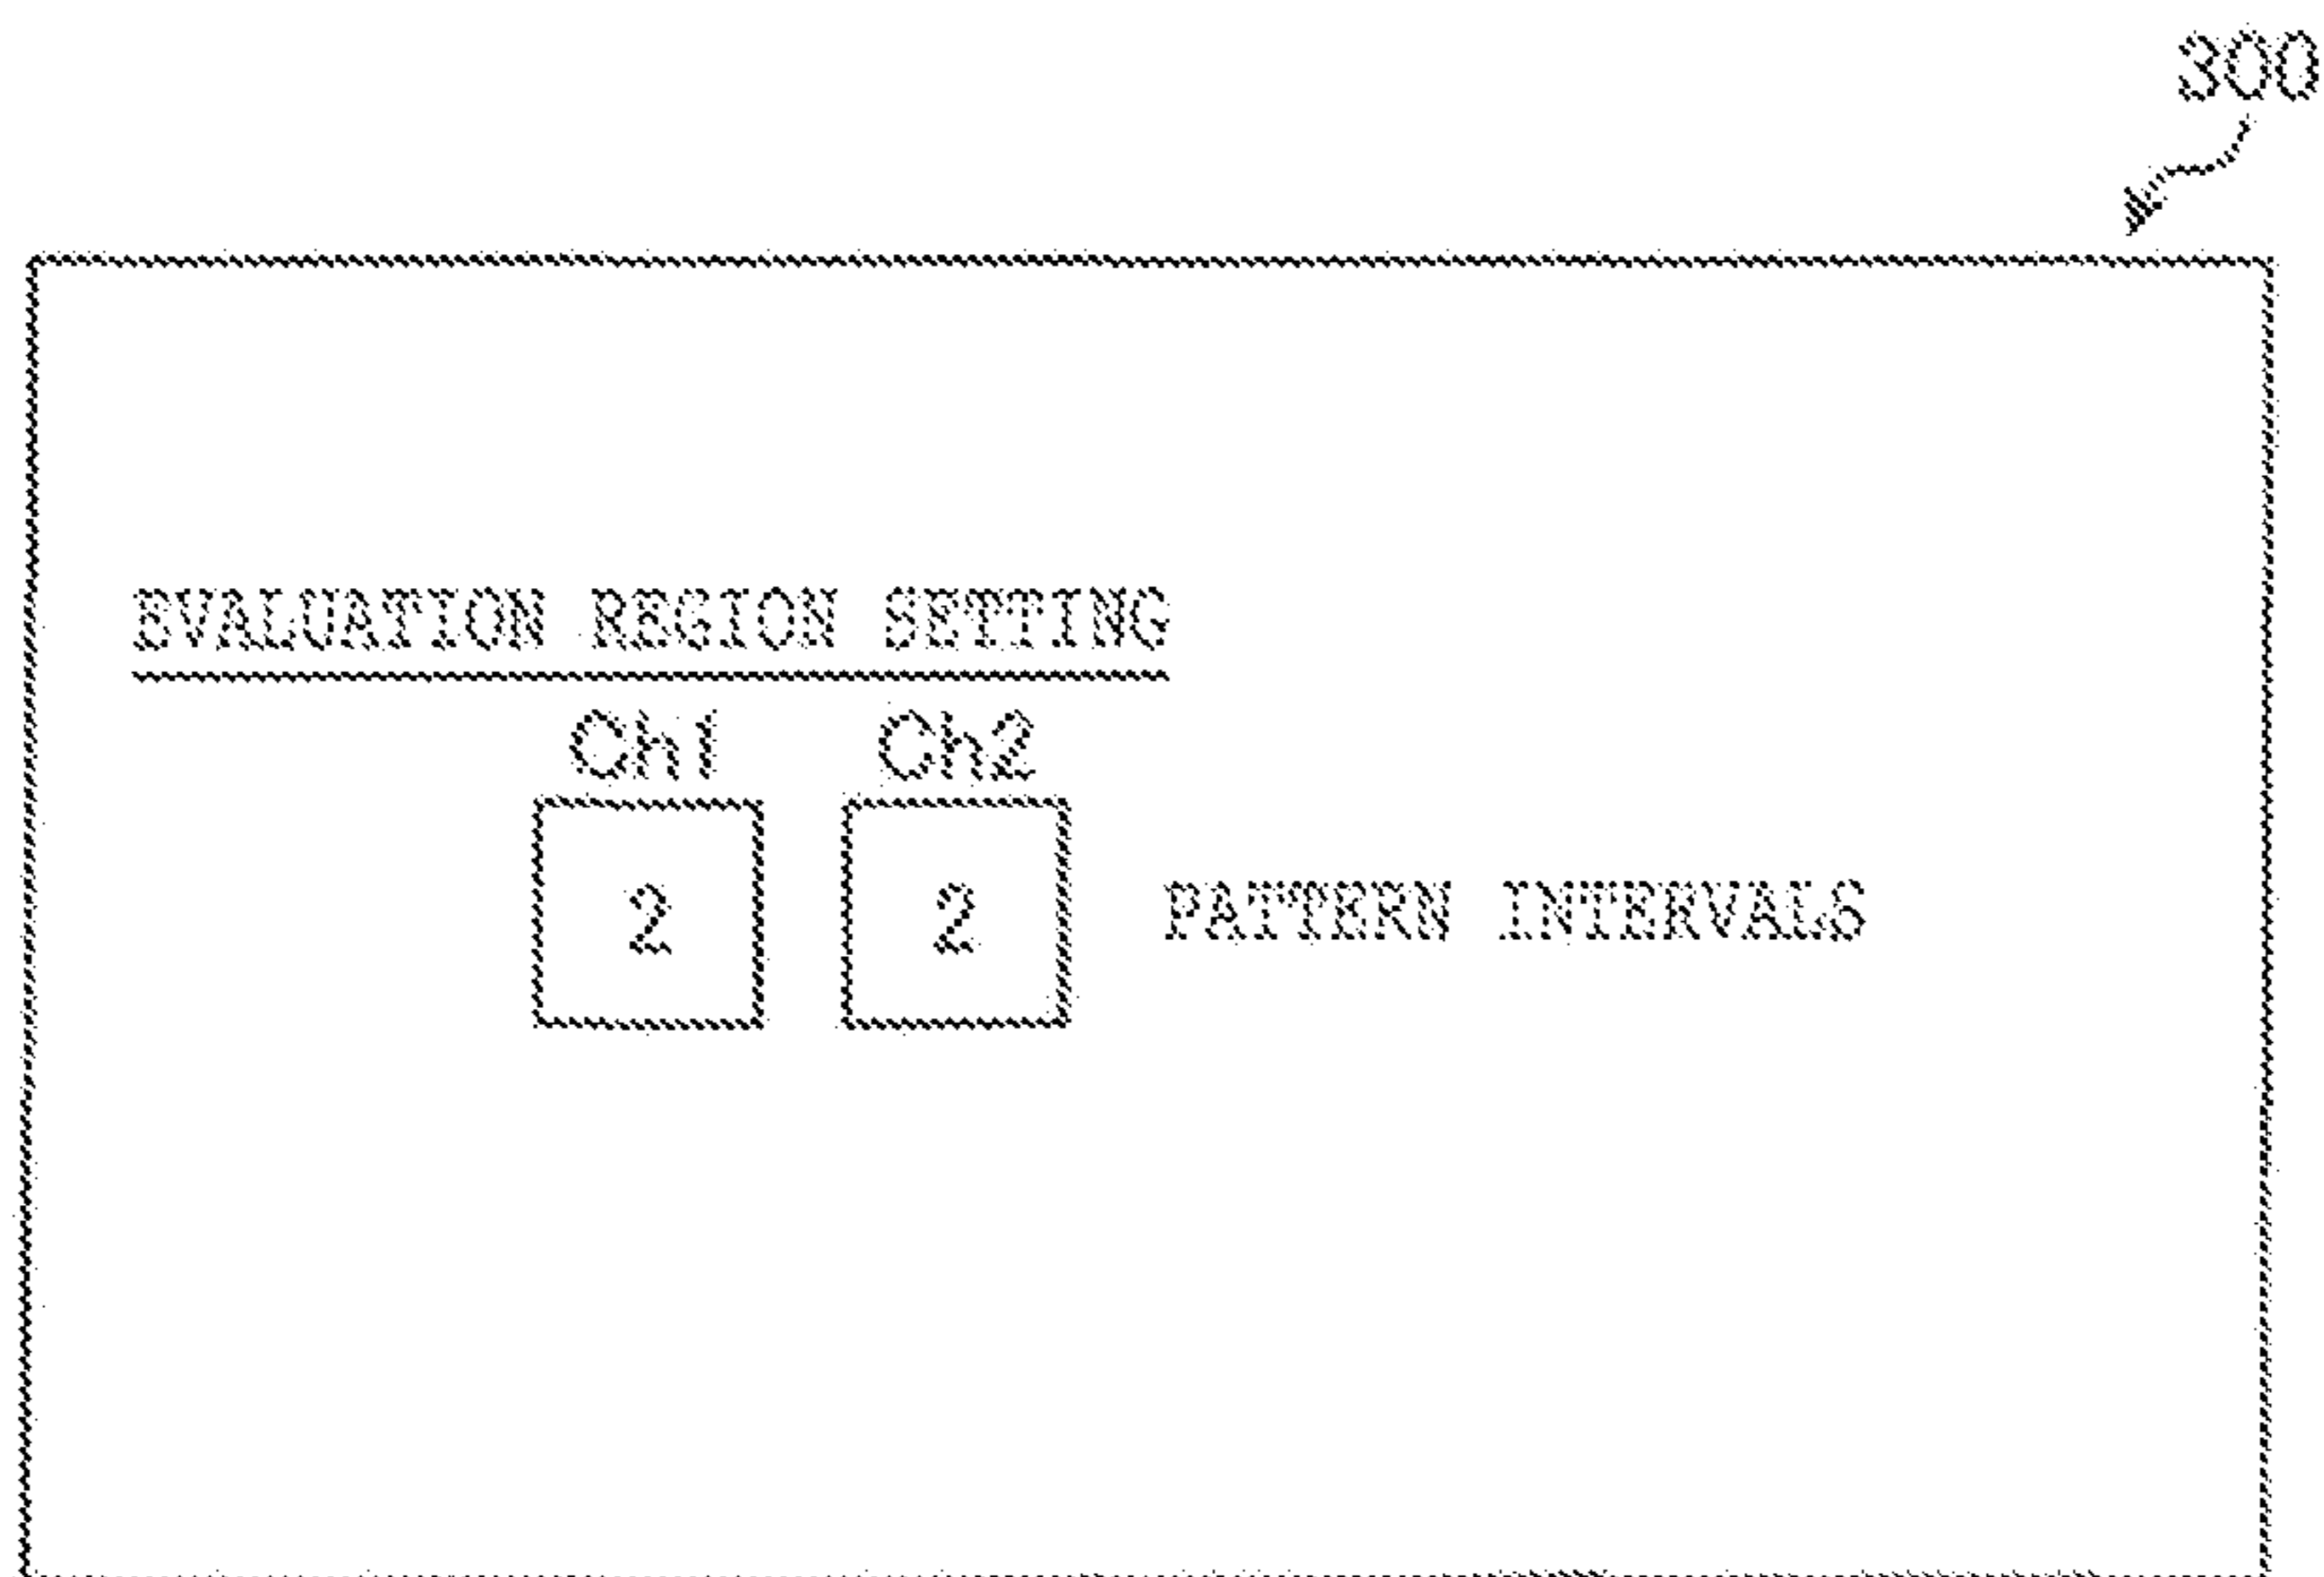 300
EVALUATION REGION SETTING
Ch1 Ch2
2 2 PATTERN INTERVALS